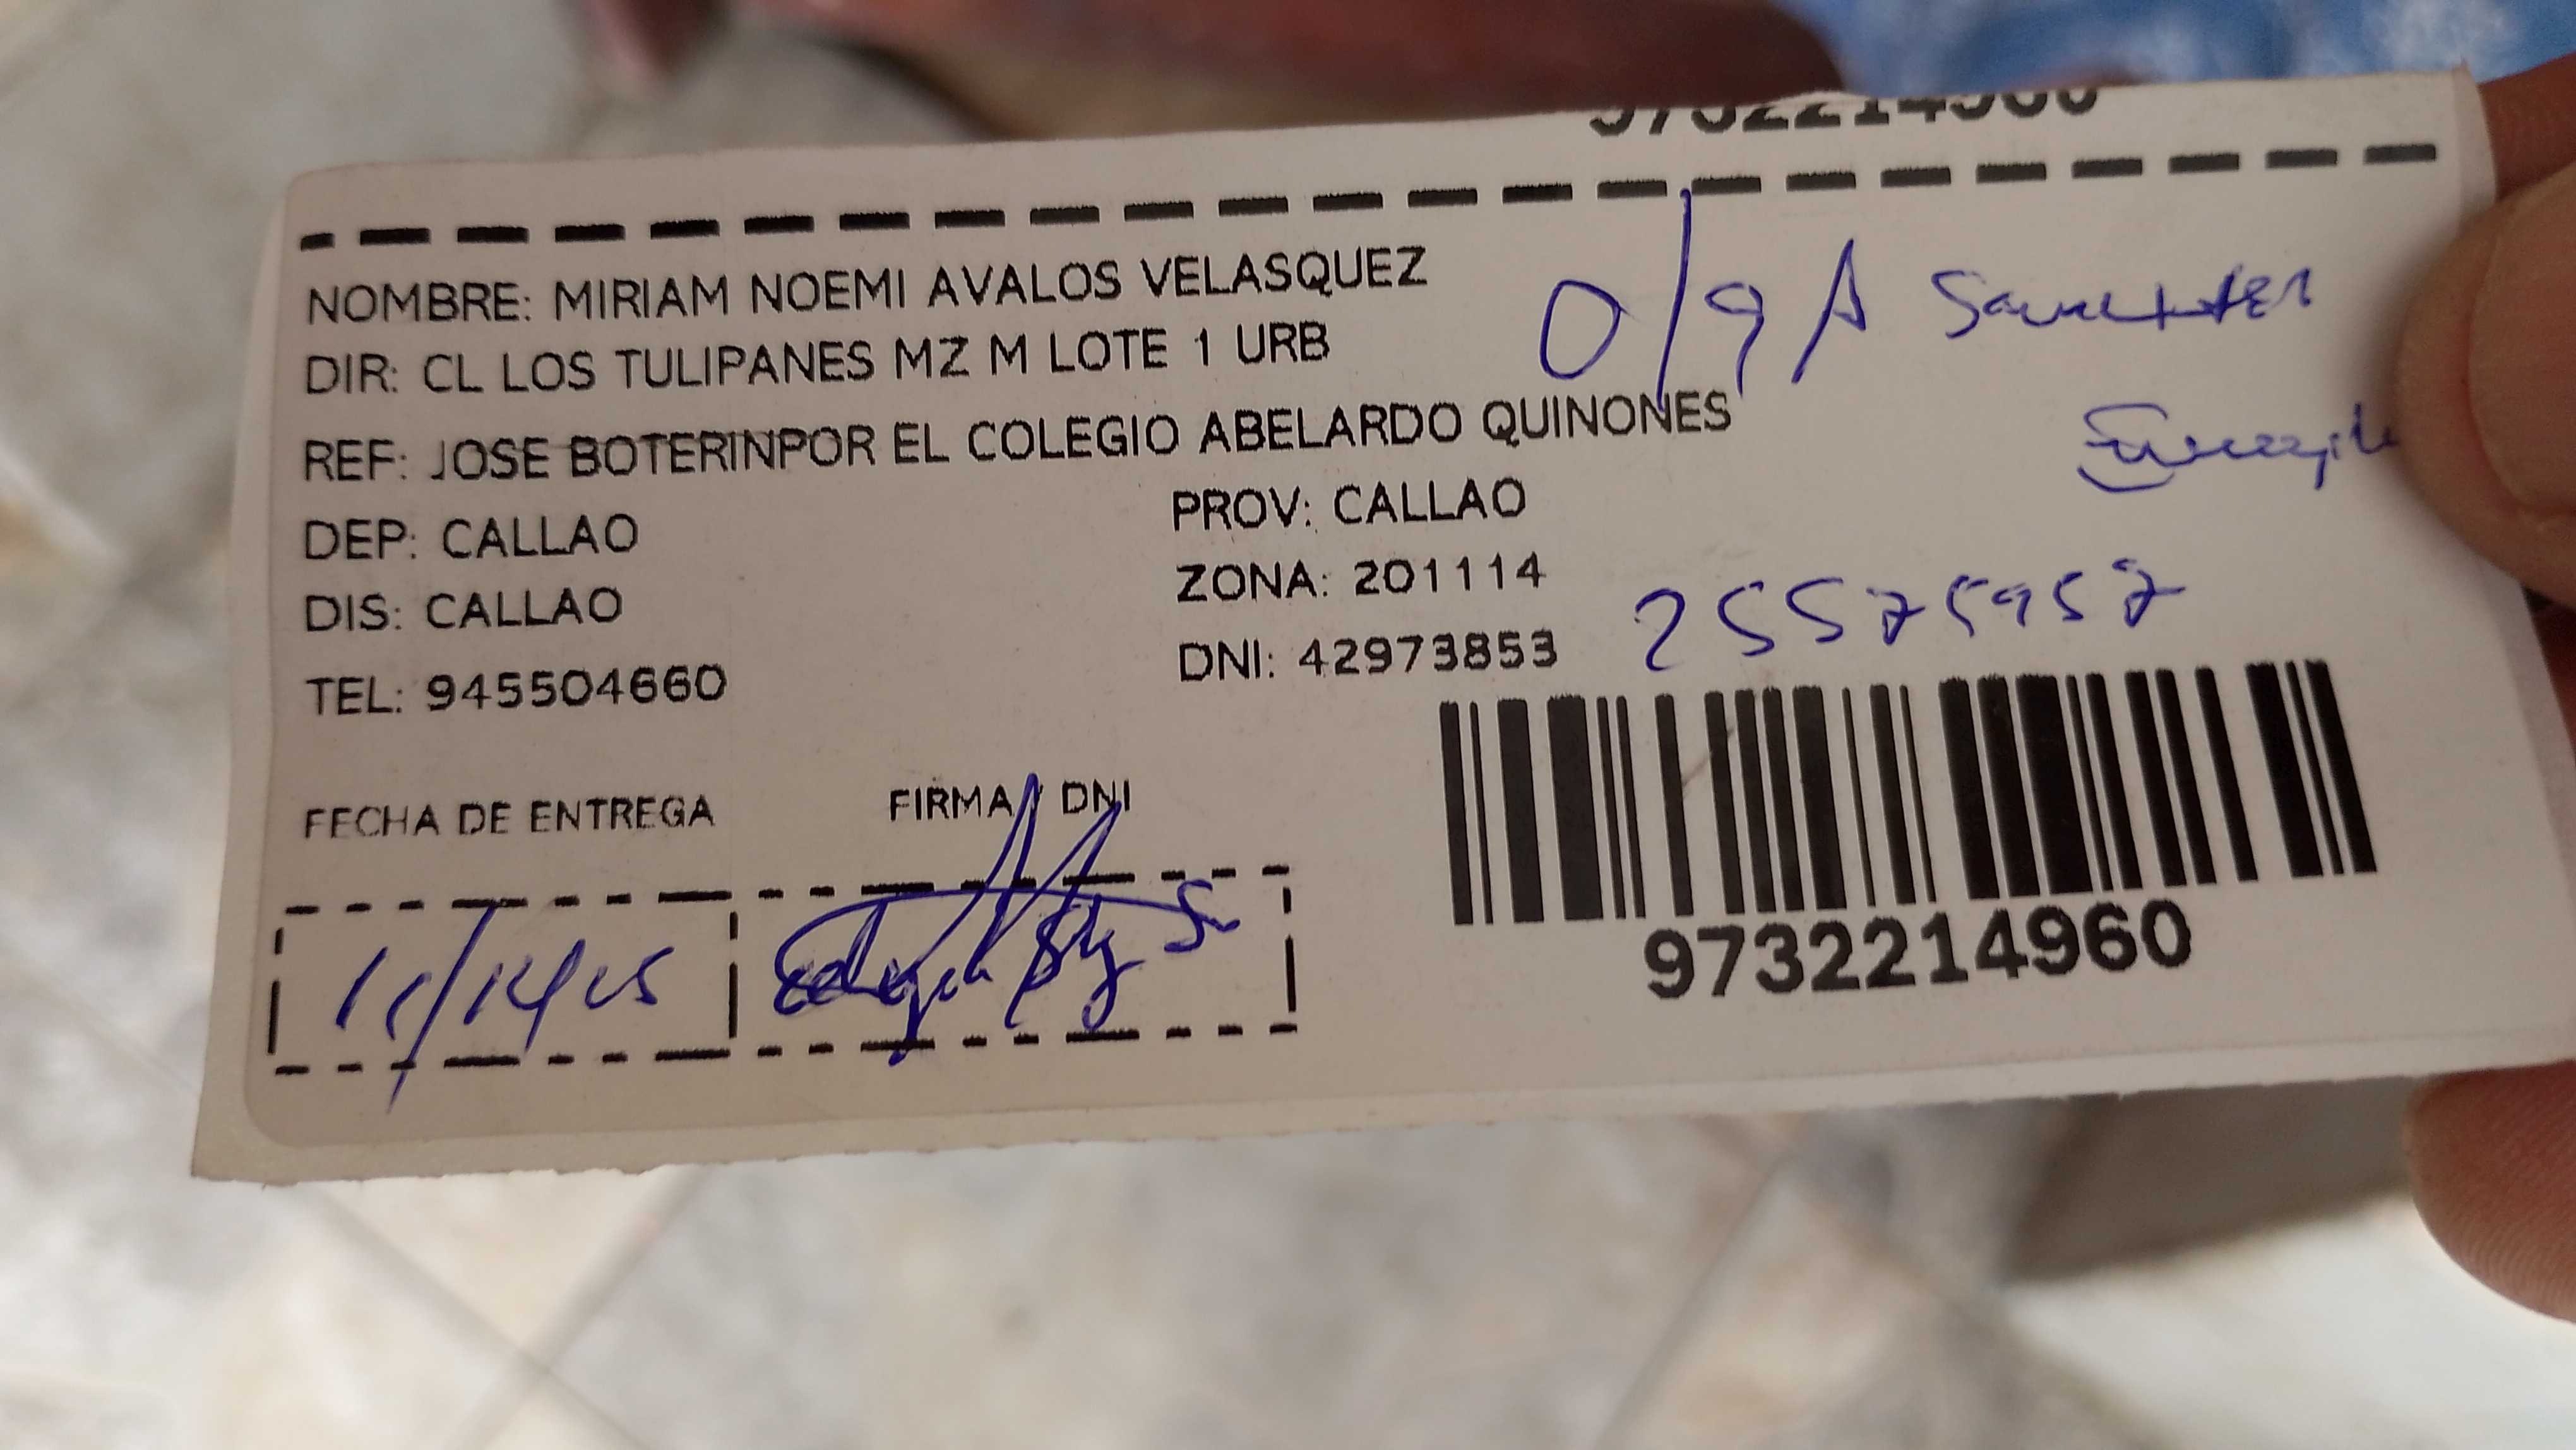 9732214960
NOMBRE: MIRIAM NOEMI AVALOS VELASQUEZ
DIR: CL LOS TULIPANES MZ M LOTE 1 URB
REF: JOSE BOTERINPOR EL COLEGIO ABELARDO QUINONES
DEP: CALLAO
PROV: CALLAO
DIS: CALLAO
ZONA: 201114
TEL: 945504660
DNI: 42973853
25575957
FECHA DE ENTREGA
FIRMA / DNI
9732214960